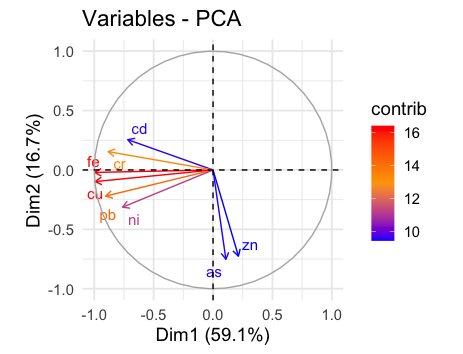 Variables - PCA
Dim2 (16.7%)
1.0
0.5
0.0
-0.5
-1.0
cd
fe
cr
cu
pb
ni
zn
as
-1.0 -0.5 0.0 0.5 1.0
Dim1 (59.1%)
contrib
16
14
12
10